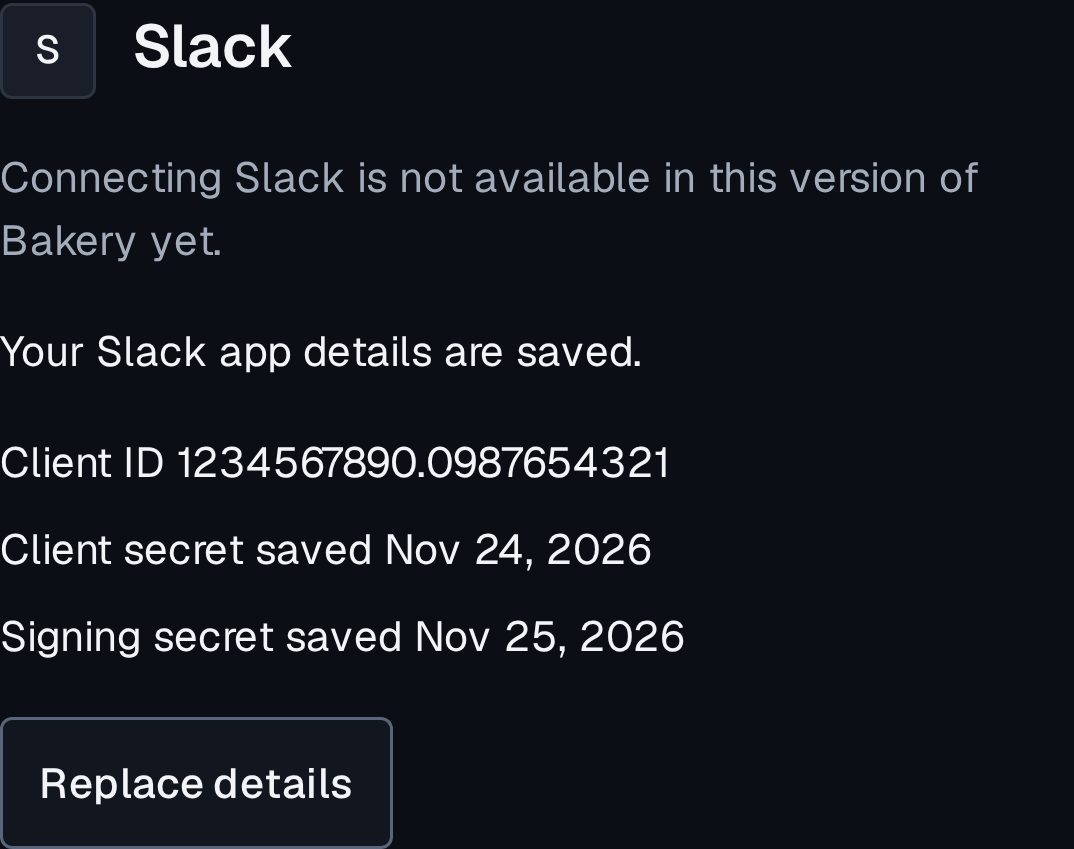 S
Slack
Connecting Slack is not available in this version of
Bakery yet.
Your Slack app details are saved.
Client ID 1234567890.0987654321
Client secret saved Nov 24, 2026
Signing secret saved Nov 25, 2026
Replace details